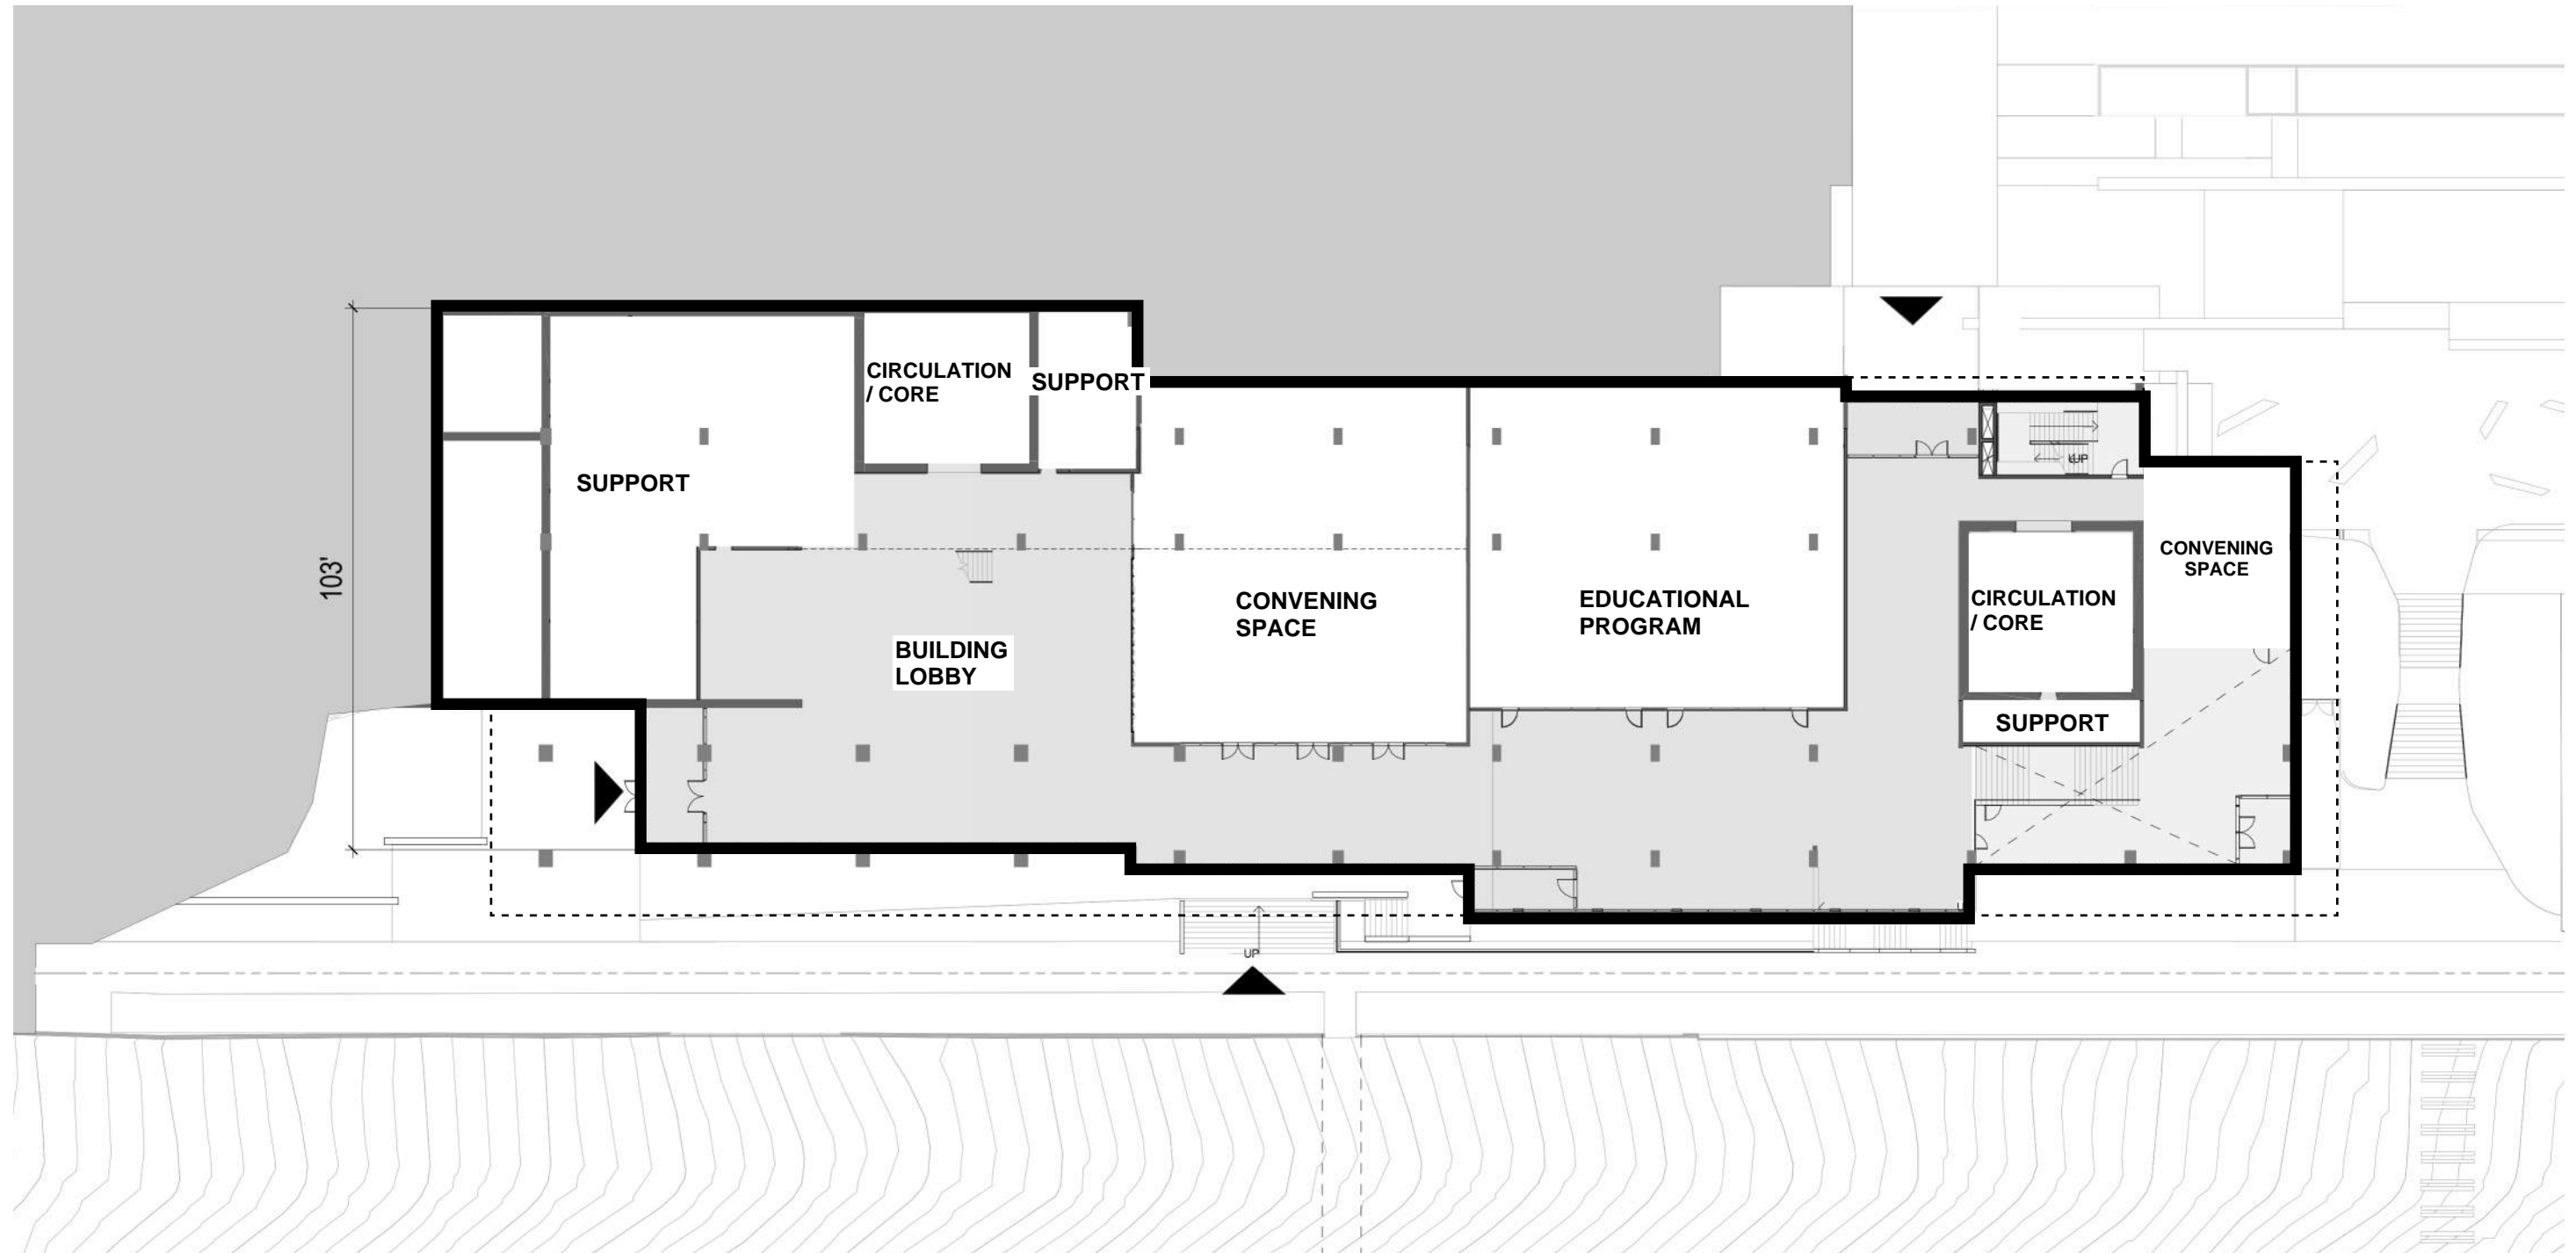 CIRCULATION
/ CORE
SUPPORT
SUPPORT
UP
103'
CONVENING
SPACE
CONVENING
SPACE
EDUCATIONAL
PROGRAM
CIRCULATION
/ CORE
BUILDING
LOBBY
SUPPORT
UP